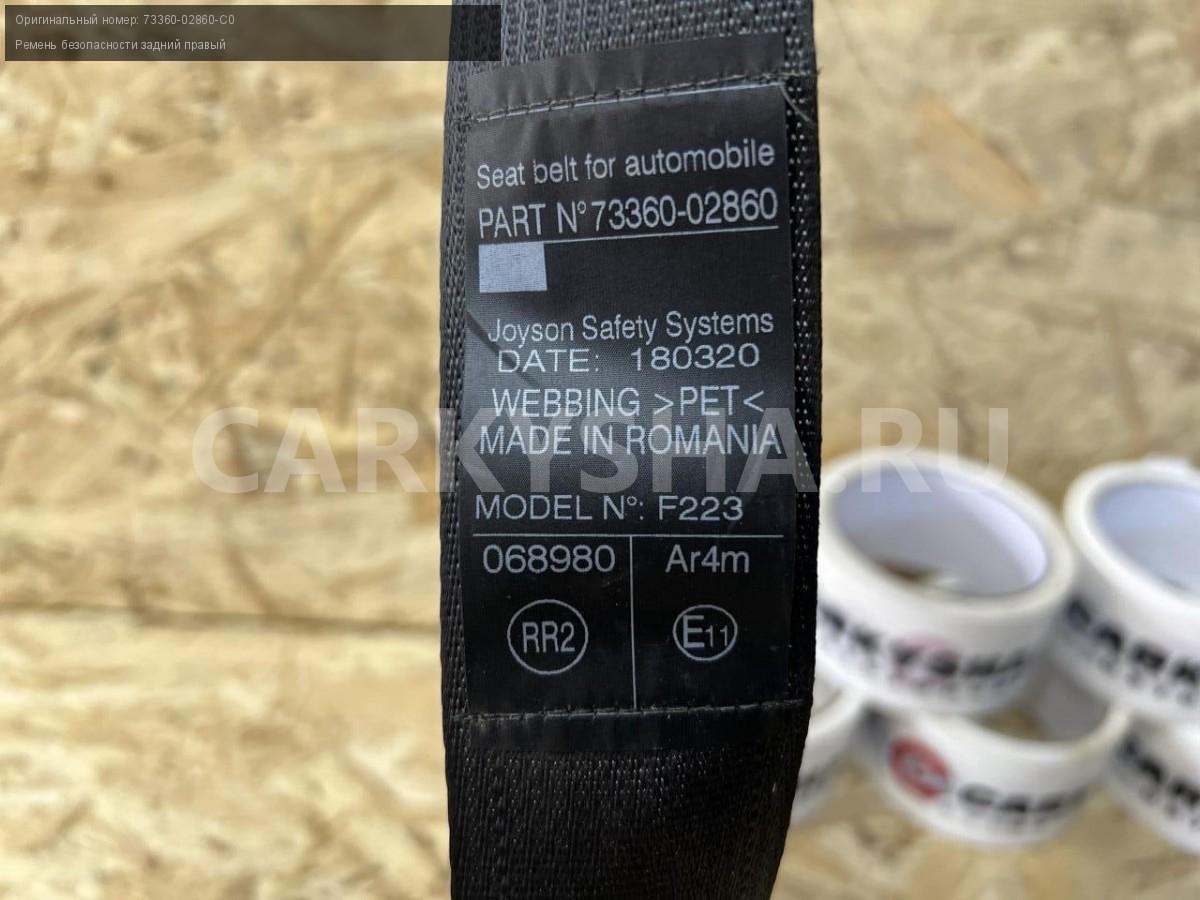 Оригинальный номер: 73360-02860-C0
Ремень безопасности задний правый
Seat belt for automobile
PART N° 73360-02860
Joyson Safety Systems
DATE: 180320
WEBBING >PET<
MADE IN ROMANIA
CARKYSHA.RU
MODEL N°: F223
068980 Ar4m
RR2 E11